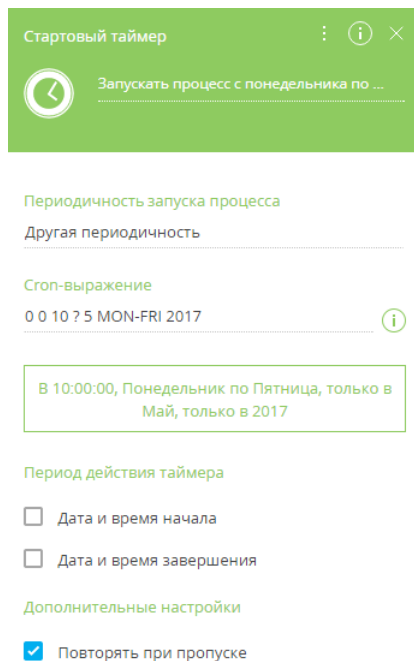 Стартовый таймер
Запускать процесс с понедельника по ...
Периодичность запуска процесса
Другая периодичность
Cron-выражение
0 0 10 ? 5 MON-FRI 2017
В 10:00:00, Понедельник по Пятница, только в
Май, только в 2017
Период действия таймера
Дата и время начала
Дата и время завершения
Дополнительные настройки
Повторять при пропуске